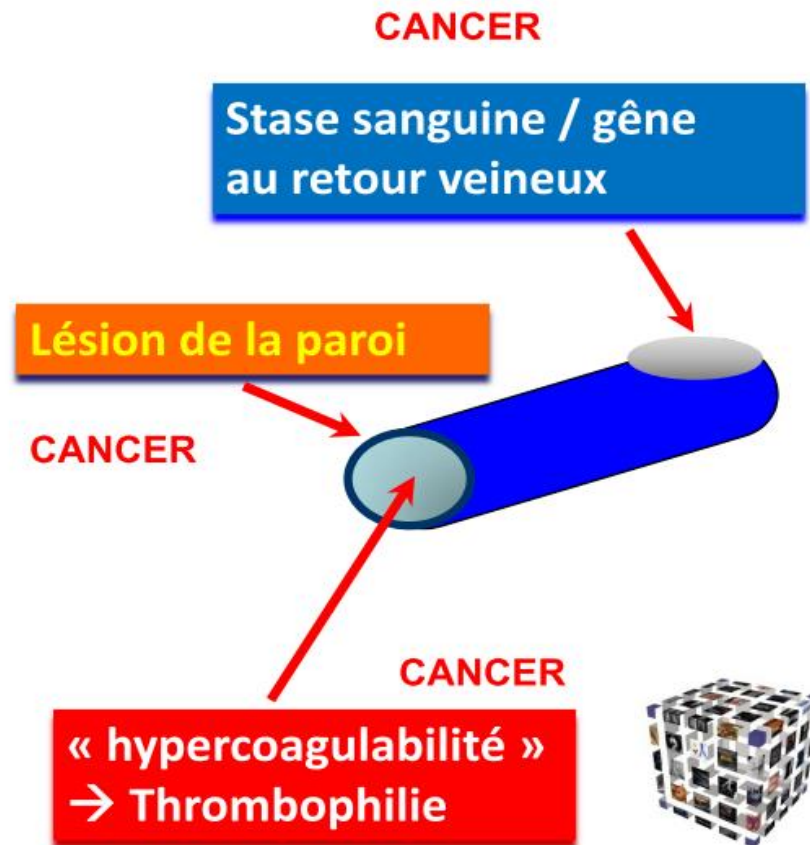 CANCER
Stase sanguine / gêne
au retour veineux
Lésion de la paroi
CANCER
CANCER
« hypercoagulabilité »
→ Thrombophilie